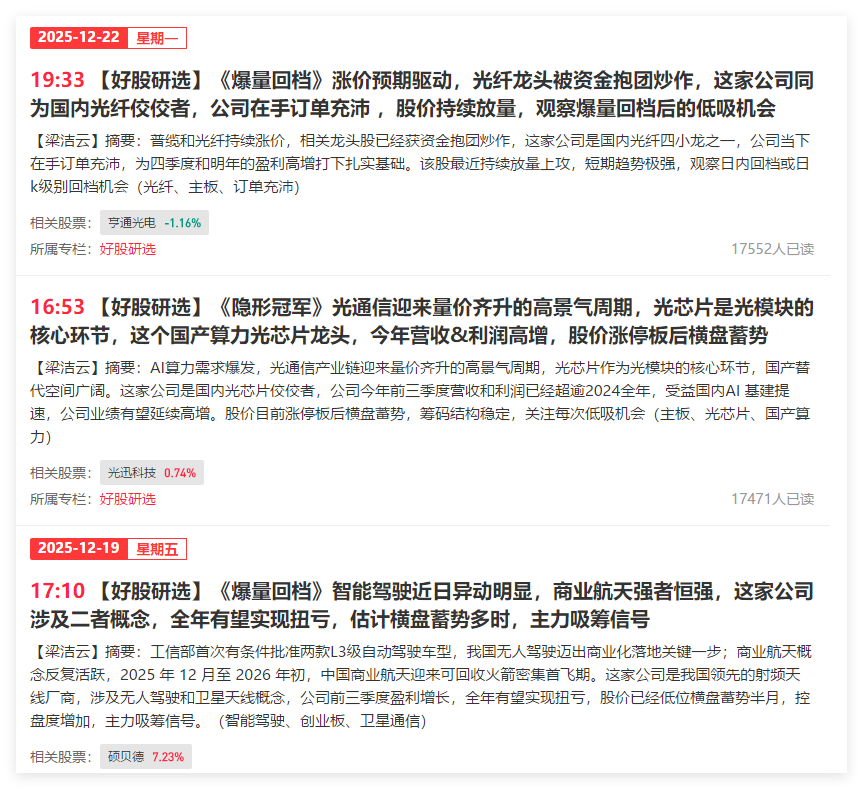 2025-12-22 星期一
19:33 【好股研选】《爆量回档》涨价预期驱动，光纤龙头被资金抱团炒作，这家公司同
为国内光纤佼佼者，公司在手订单充沛 ，股价持续放量，观察爆量回档后的低吸机会
【梁洁云】摘要：普缆和光纤持续涨价，相关龙头股已经获资金抱团炒作，这家公司是国内光纤四小龙之一，公司当下
在手订单充沛，为四季度和明年的盈利高增打下扎实基础。该股最近持续放量上攻，短期趋势极强，观察日内回档或日
k级别回档机会（光纤、主板、订单充沛）
相关股票： 亨通光电 -1.16%
所属专栏：好股研选 17552人已读
16:53 【好股研选】《隐形冠军》光通信迎来量价齐升的高景气周期，光芯片是光模块的
核心环节，这个国产算力光芯片龙头，今年营收&利润高增，股价涨停板后横盘蓄势
【梁洁云】摘要：AI算力需求爆发，光通信产业链迎来量价齐升的高景气周期，光芯片作为光模块的核心环节，国产替
代空间广阔。这家公司是国内光芯片佼佼者，公司今年前三季度营收和利润已经超逾2024全年，受益国内AI 基建提
速，公司业绩有望延续高增。股价目前涨停板后横盘蓄势，筹码结构稳定，关注每次低吸机会（主板、光芯片、国产算
力）
相关股票： 光迅科技 0.74%
所属专栏：好股研选 17471人已读
2025-12-19 星期五
17:10 【好股研选】《爆量回档》智能驾驶近日异动明显，商业航天强者恒强，这家公司
涉及二者概念，全年有望实现扭亏，估计横盘蓄势多时，主力吸筹信号
【梁洁云】摘要：工信部首次有条件批准两款L3级自动驾驶车型，我国无人驾驶迈出商业化落地关键一步；商业航天概
念反复活跃，2025 年 12 月至 2026 年初，中国商业航天迎来可回收火箭密集首飞期。这家公司是我国领先的射频天
线厂商，涉及无人驾驶和卫星天线概念，公司前三季度盈利增长，全年有望实现扭亏，股价已经低位横盘蓄势半月，控
盘度增加，主力吸筹信号。（智能驾驶、创业板、卫星通信）
相关股票： 硕贝德 7.23%